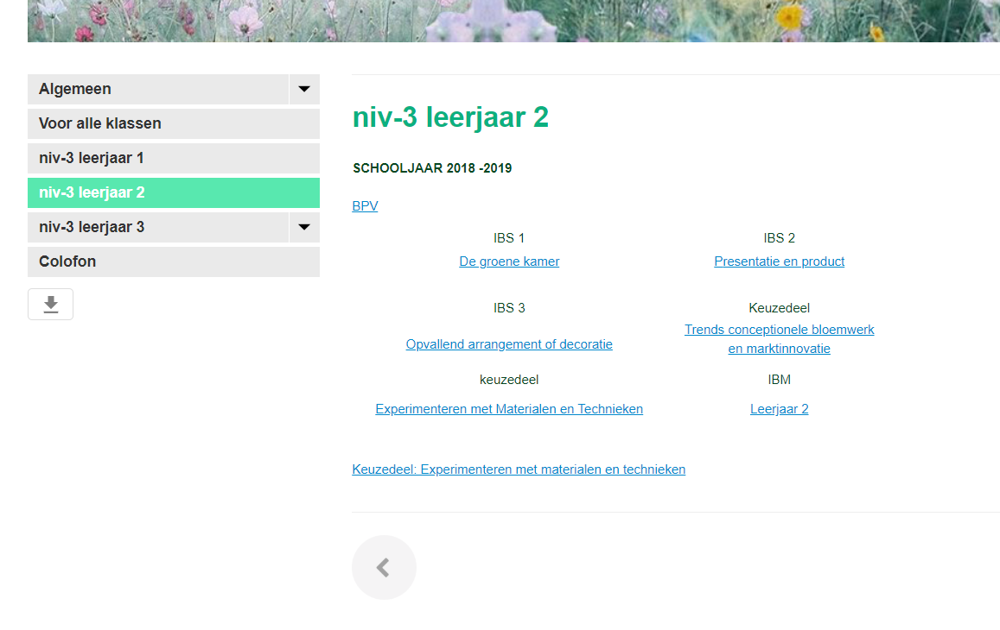 Algemeen
Voor alle klassen
niv-3 leerjaar 1
niv-3 leerjaar 2
niv-3 leerjaar 3
Colofon
niv-3 leerjaar 2
SCHOOLJAAR 2018 -2019
BPV
IBS 1
IBS 2
De groene kamer
Presentatie en product
IBS 3
Keuzedeel
Opvallend arrangement of decoratie
Trends conceptionele bloemwerk
en marktinnovatie
keuzedeel
IBM
Experimenteren met Materialen en Technieken
Leerjaar 2
Keuzedeel: Experimenteren met materialen en technieken